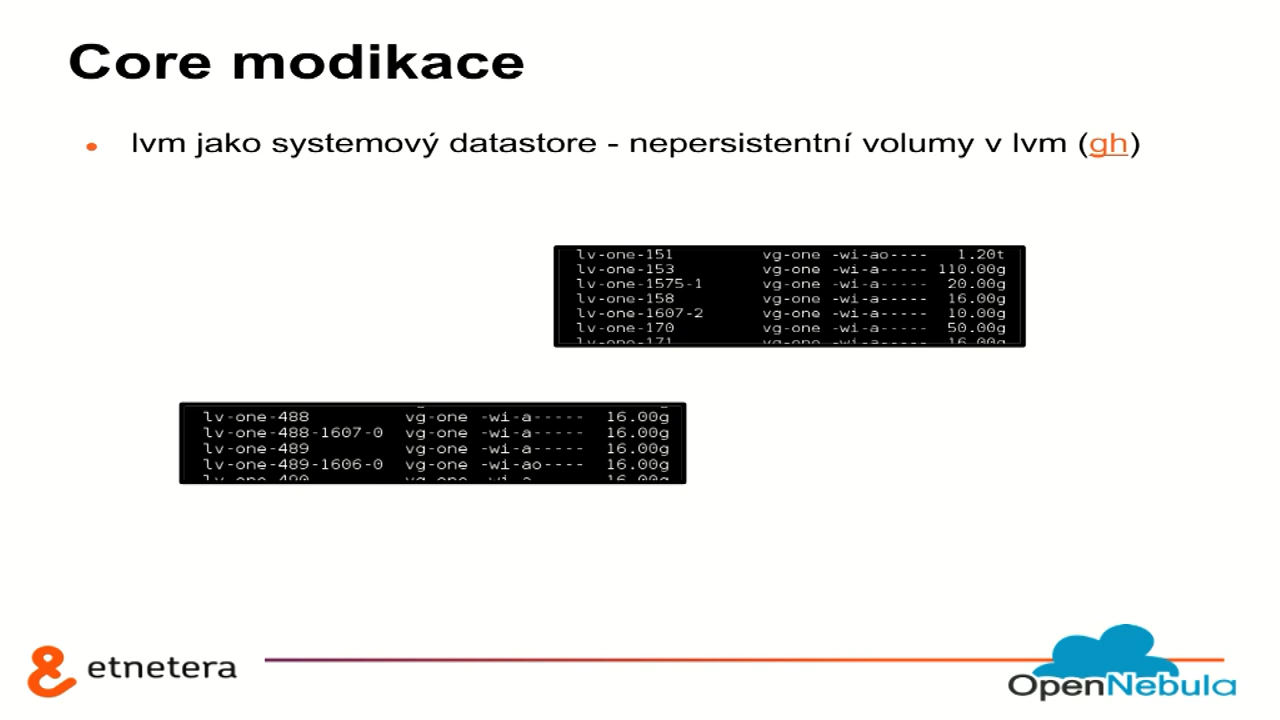 Core modikace
• lvm jako systemový datastore - nepersistentní volumy v lvm (gh)
lv-one-151 vg-one -wi-ao---- 1.20t
lv-one-153 vg-one -wi-a----- 110.00g
lv-one-1575-1 vg-one -wi-a----- 20.00g
lv-one-158 vg-one -wi-a----- 16.00g
lv-one-1607-2 vg-one -wi-a----- 10.00g
lv-one-170 vg-one -wi-a----- 50.00g
lv-one-171 vg-one -wi-a----- 16.00g
lv-one-488 vg-one -wi-a----- 16.00g
lv-one-488-1607-0 vg-one -wi-a----- 16.00g
lv-one-489 vg-one -wi-a----- 16.00g
lv-one-489-1606-0 vg-one -wi-ao---- 16.00g
lv-one-490 vg-one -wi-a----- 16.00g
etnetera
OpenNebula